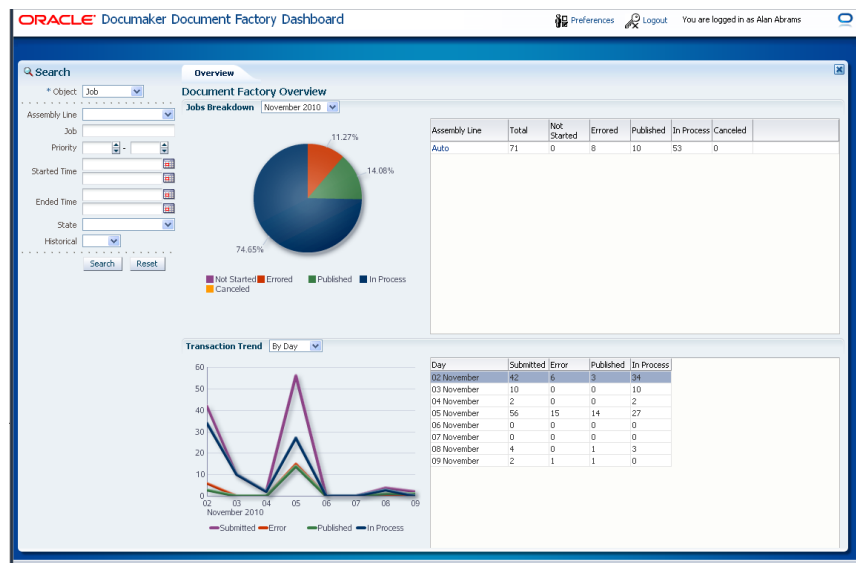 ORACLE® Documaker Document Factory Dashboard
Preferences Logout You are logged in as Alan Abrams
Search
* Object Job
Assembly Line
Job
Priority -
Started Time
Ended Time
State
Historical
Search Reset
Overview
Document Factory Overview
Jobs Breakdown November 2010
11.27%
14.08%
74.65%
Not Started Errored Published In Process
Canceled
Assembly Line Total Not Started Errored Published In Process Canceled
Auto 71 0 8 10 53 0
Transaction Trend By Day
60
50
40
30
20
10
0
02 03 04 05 06 07 08 09
November 2010
Submitted Error Published In Process
Day Submitted Error Published In Process
02 November 42 6 3 34
03 November 10 0 0 10
04 November 2 0 0 2
05 November 56 15 14 27
06 November 0 0 0 0
07 November 0 0 0 0
08 November 4 0 1 3
09 November 2 1 1 0